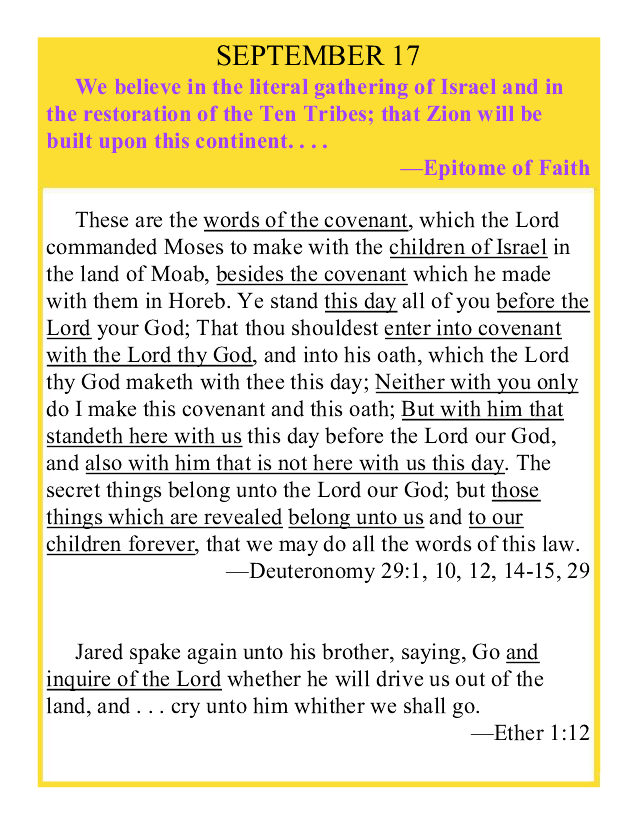 SEPTEMBER 17
We believe in the literal gathering of Israel and in
the restoration of the Ten Tribes; that Zion will be
built upon this continent. . . .
—Epitome of Faith
These are the words of the covenant, which the Lord
commanded Moses to make with the children of Israel in
the land of Moab, besides the covenant which he made
with them in Horeb. Ye stand this day all of you before the
Lord your God; That thou shouldest enter into covenant
with the Lord thy God, and into his oath, which the Lord
thy God maketh with thee this day; Neither with you only
do I make this covenant and this oath; But with him that
standeth here with us this day before the Lord our God,
and also with him that is not here with us this day. The
secret things belong unto the Lord our God; but those
things which are revealed belong unto us and to our
children forever, that we may do all the words of this law.
—Deuteronomy 29:1, 10, 12, 14-15, 29
Jared spake again unto his brother, saying, Go and
inquire of the Lord whether he will drive us out of the
land, and . . . cry unto him whither we shall go.
—Ether 1:12